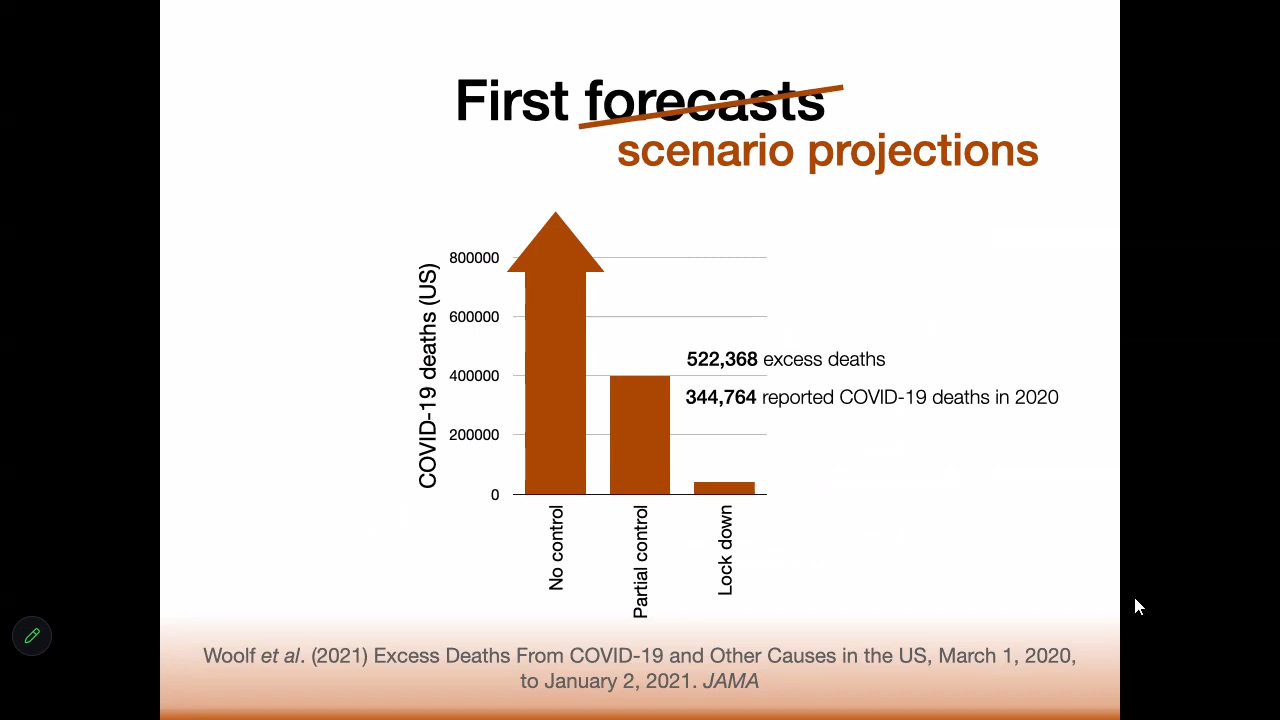 First forecasts
scenario projections
COVID-19 deaths (US)
800000
600000
400000
200000
0
522,368 excess deaths
344,764 reported COVID-19 deaths in 2020
No control
Partial control
Lock down
Woolf et al. (2021) Excess Deaths From COVID-19 and Other Causes in the US, March 1, 2020,
to January 2, 2021. JAMA